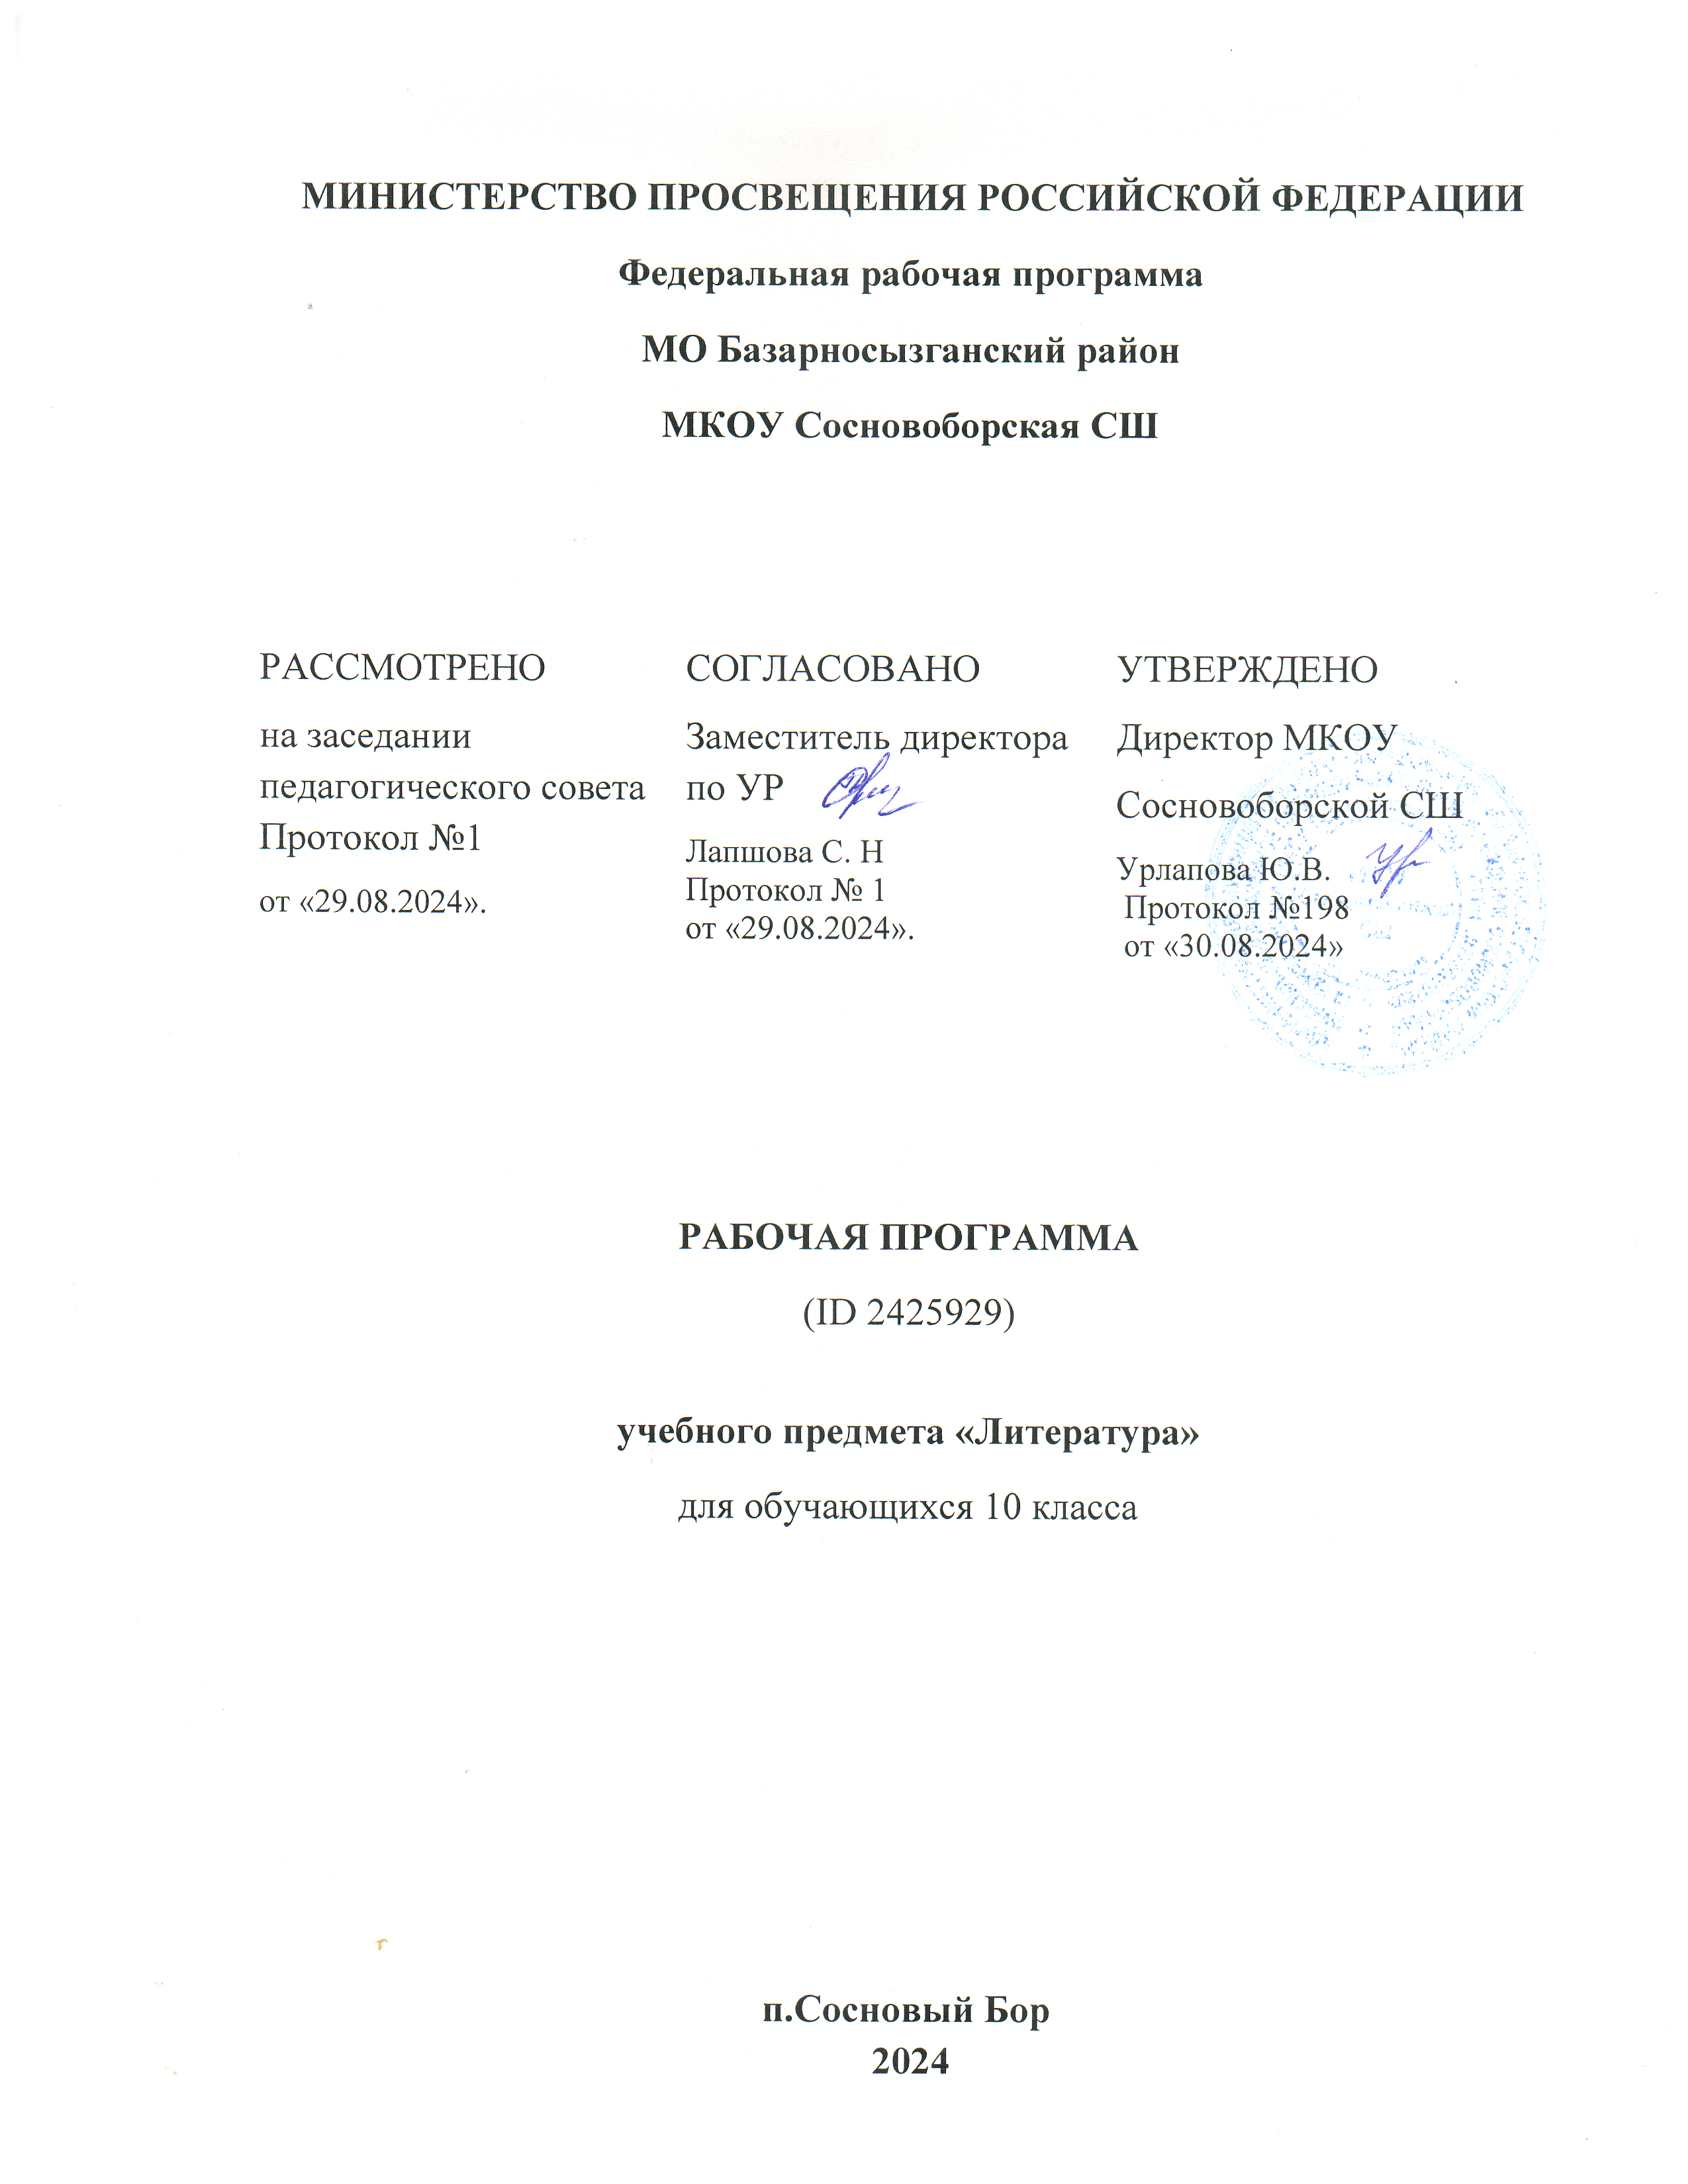 МИНИСТЕРСТВО ПРОСВЕЩЕНИЯ РОССИЙСКОЙ ФЕДЕРАЦИИ
Федеральная рабочая программа
МО Базарносызганский район
МКОУ Сосновоборская СШ
РАССМОТРЕНО
на заседании
педагогического совета
Протокол №1
от «29.08.2024».
СОГЛАСОВАНО
Заместитель директора
по УР
Лапшова С. Н
Протокол № 1
от «29.08.2024».
УТВЕРЖДЕНО
Директор МКОУ
Сосновоборской СШ
Урлапова Ю.В.
Протокол №198
от «30.08.2024»
РАБОЧАЯ ПРОГРАММА
(ID 2425929)
учебного предмета «Литература»
для обучающихся 10 класса
п.Сосновый Бор
2024